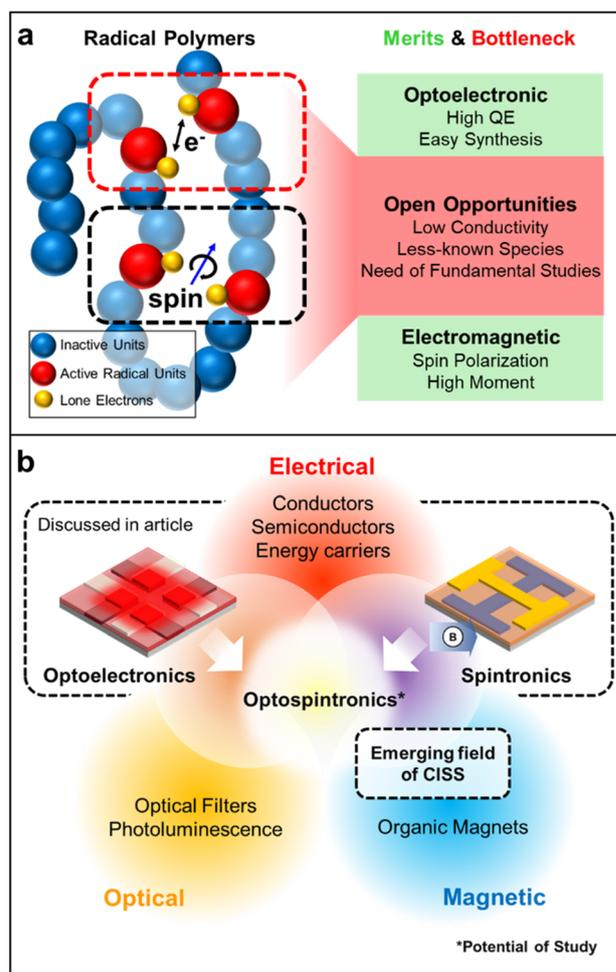 a
Radical Polymers
Merits & Bottleneck
e-
spin
Inactive Units
Active Radical Units
Lone Electrons
Optoelectronic
High QE
Easy Synthesis
Open Opportunities
Low Conductivity
Less-known Species
Need of Fundamental Studies
Electromagnetic
Spin Polarization
High Moment
b
Electrical
Conductors
Semiconductors
Energy carriers
Discussed in article
Optoelectronics
B
Spintronics
Optospintronics*
Emerging field
of CISS
Optical Filters
Photoluminescence
Organic Magnets
Optical
Magnetic
*Potential of Study